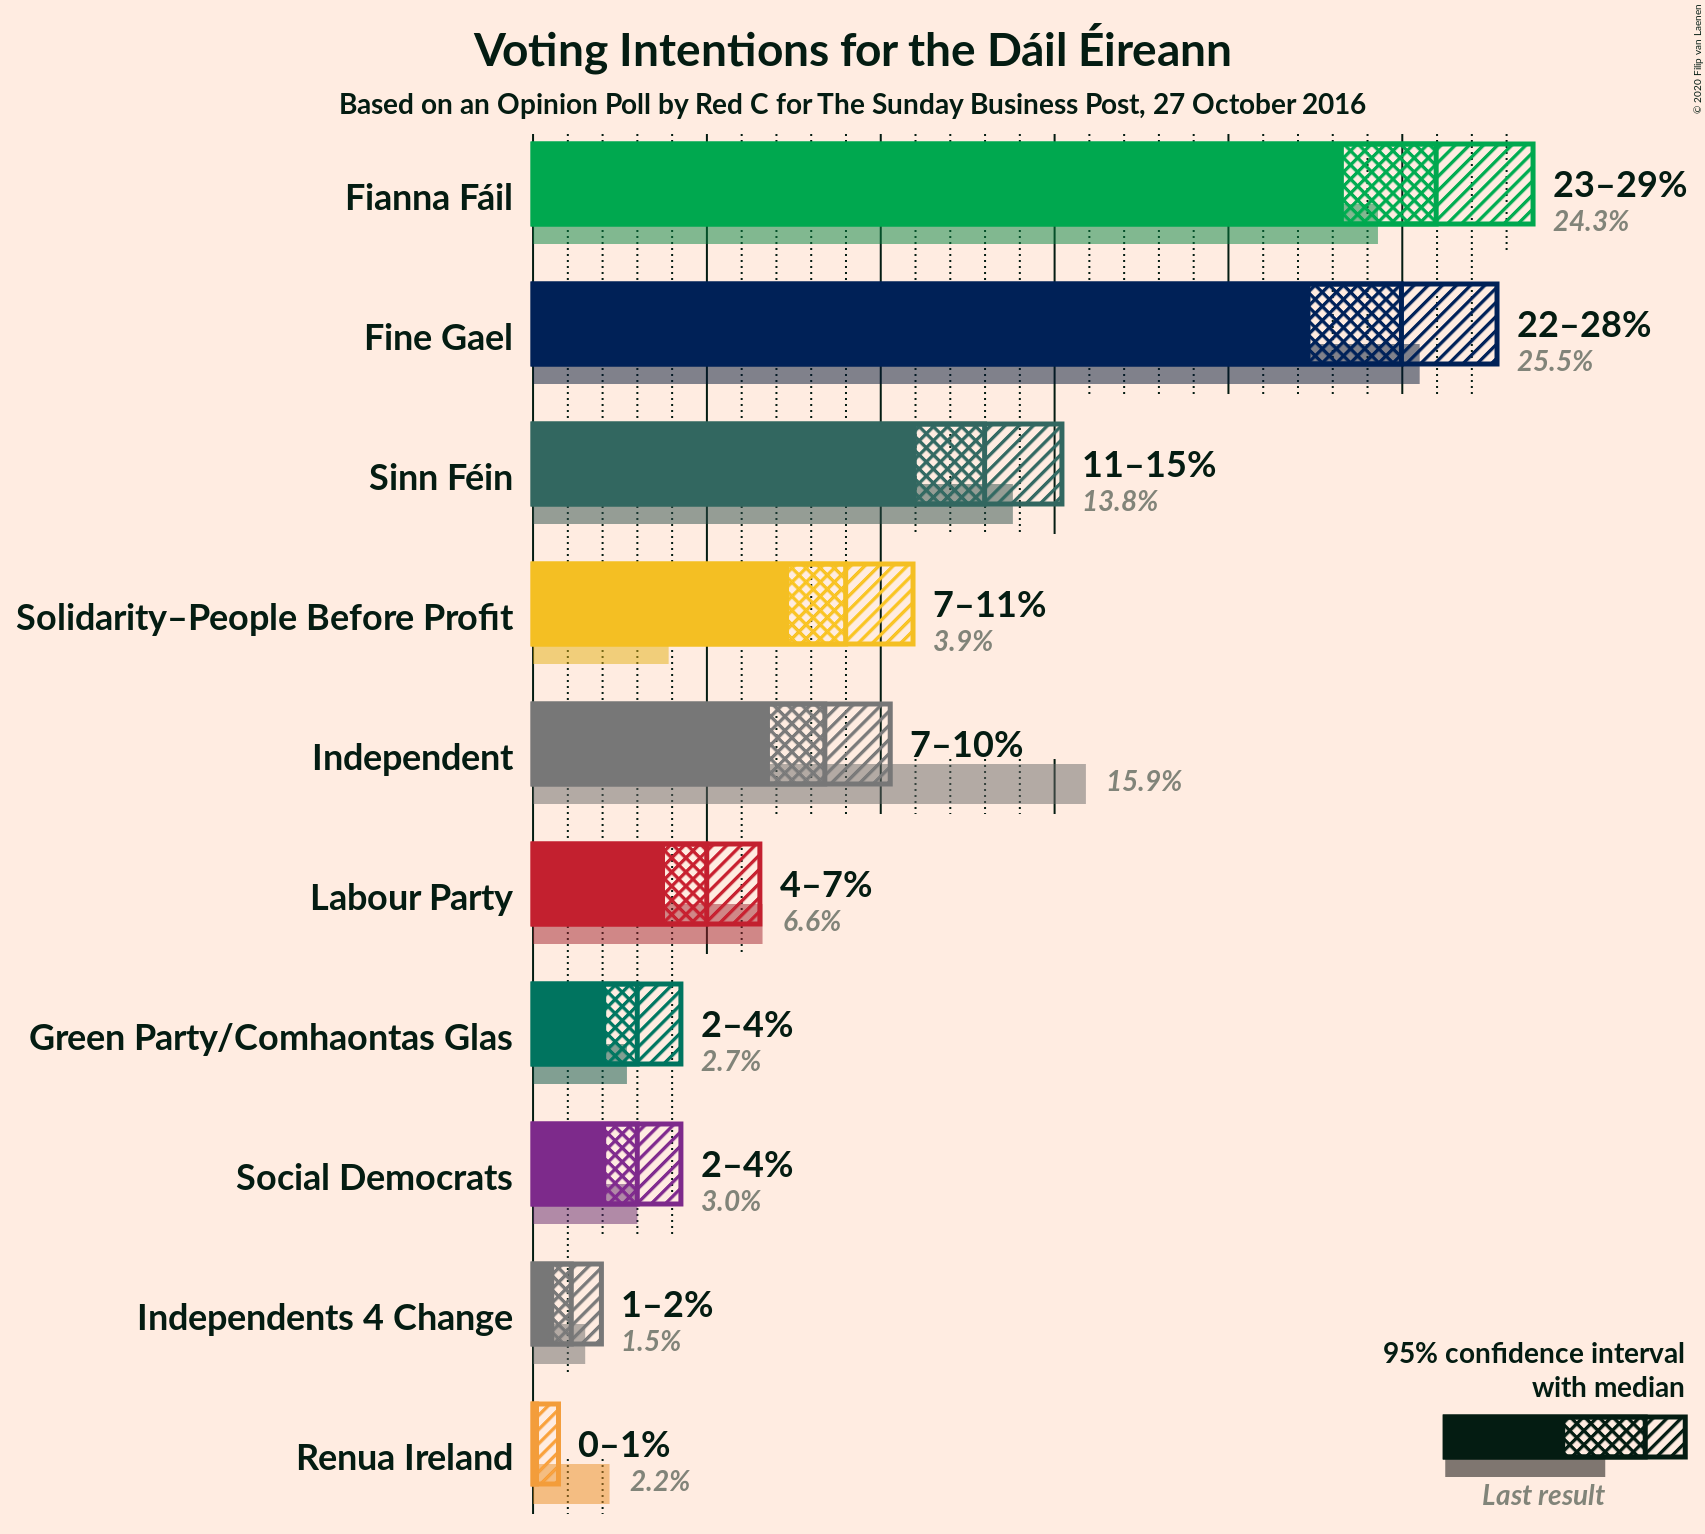 Voting Intentions for the Dáil Éireann
Based on an Opinion Poll by Red C for The Sunday Business Post, 27 October 2016
© 2020 Filip van Laenen
Fianna Fáil
23–29%
24.3%
Fine Gael
22–28%
25.5%
Sinn Féin
11–15%
13.8%
Solidarity–People Before Profit
7–11%
3.9%
Independent
7–10%
15.9%
Labour Party
4–7%
6.6%
Green Party/Comhaontas Glas
2–4%
2.7%
Social Democrats
2–4%
3.0%
Independents 4 Change
1–2%
1.5%
Renua Ireland
0–1%
2.2%
95% confidence interval
with median
Last result